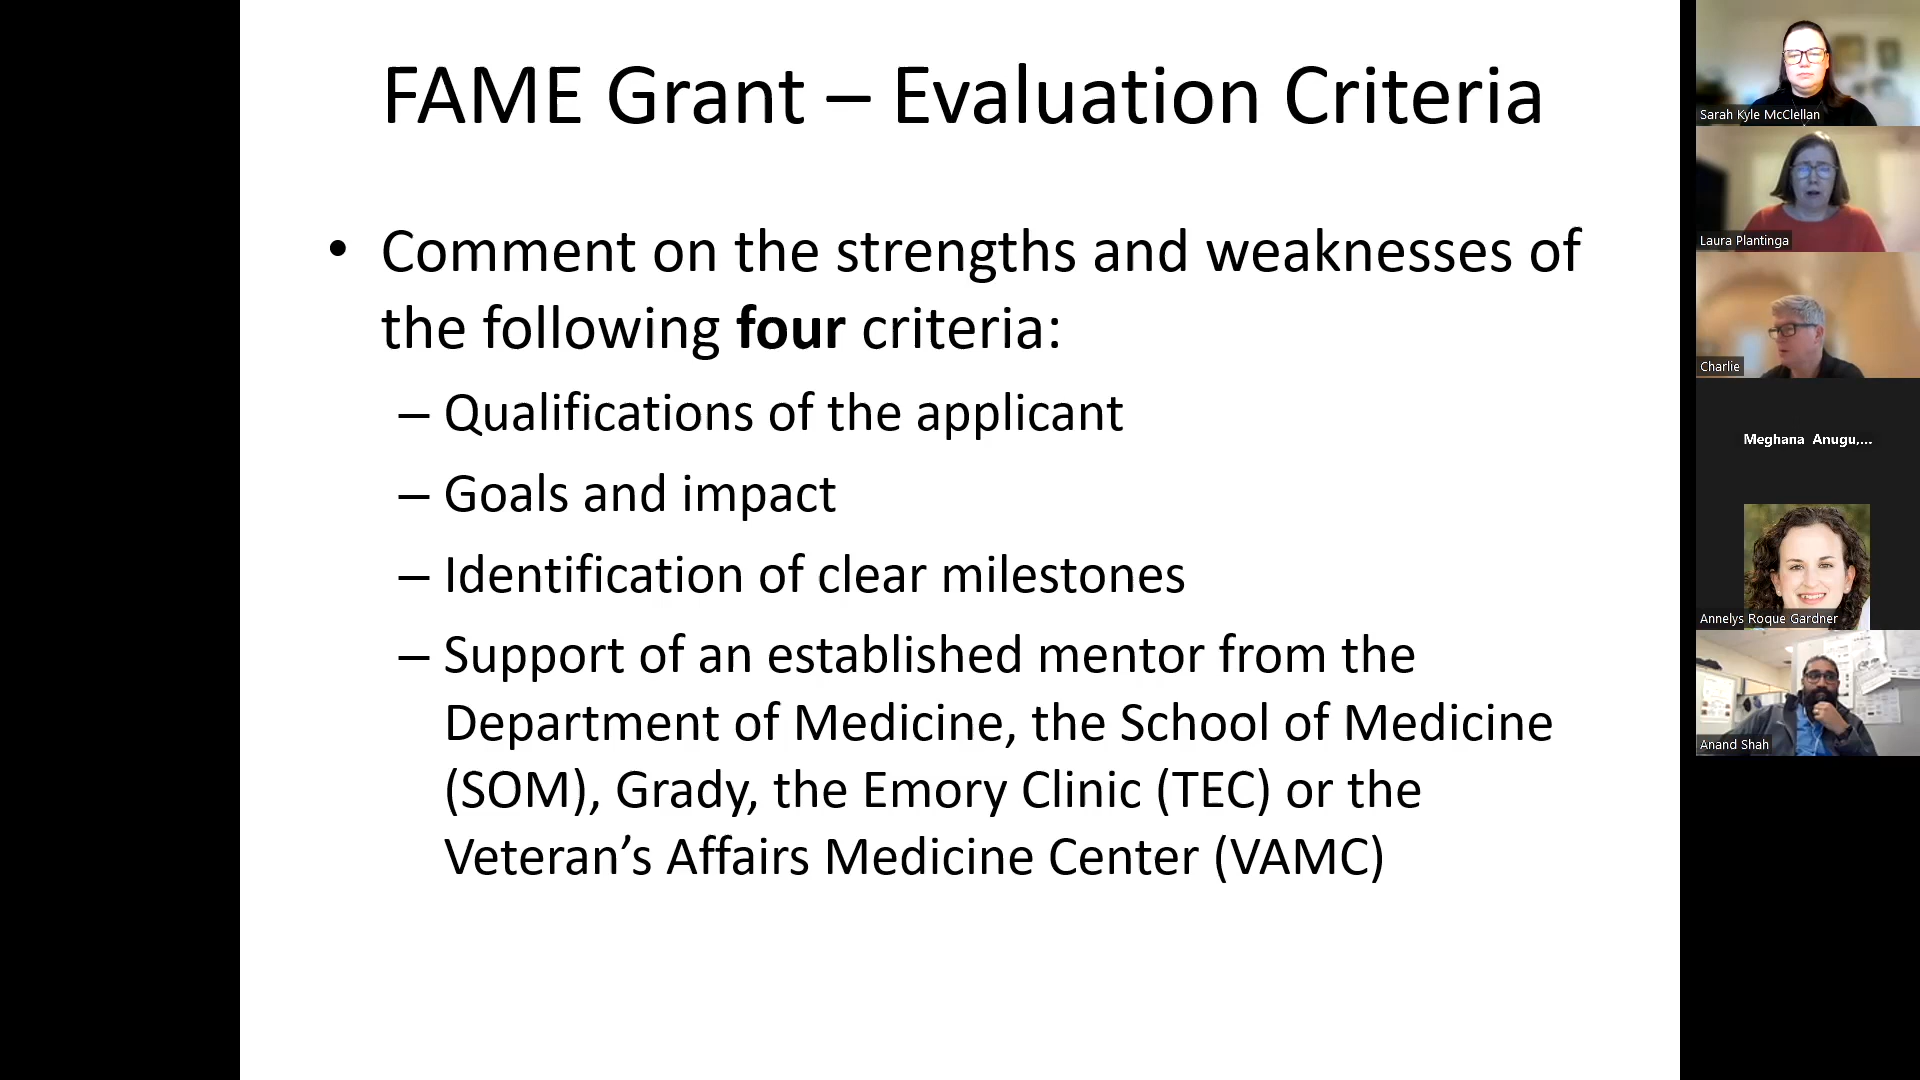 FAME Grant – Evaluation Criteria
• Comment on the strengths and weaknesses of
the following four criteria:
– Qualifications of the applicant
– Goals and impact
– Identification of clear milestones
– Support of an established mentor from the
Department of Medicine, the School of Medicine
(SOM), Grady, the Emory Clinic (TEC) or the
Veteran’s Affairs Medicine Center (VAMC)
Sarah Kyle McClellan
Laura Plantinga
Charlie
Meghana Anugu,...
Annelys Roque Gardner
Anand Shah